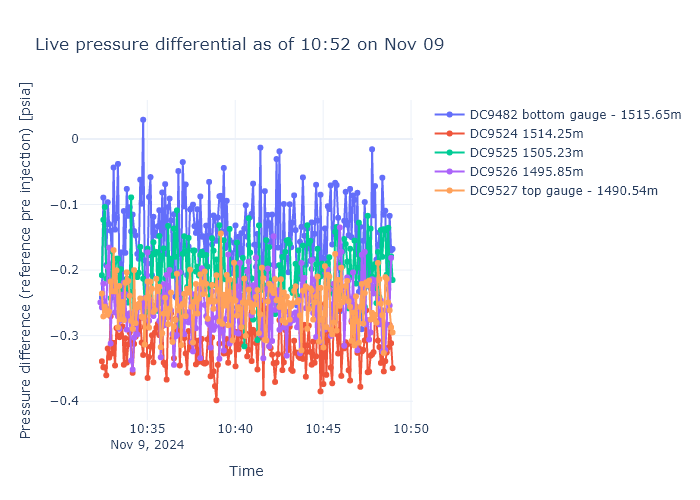 Live pressure differential as of 10:52 on Nov 09
Pressure difference (reference pre injection) [psia]
0
−0.1
−0.2
−0.3
−0.4
10:35
10:40
10:45
10:50
Nov 9, 2024
Time
DC9482 bottom gauge - 1515.65m
DC9524 1514.25m
DC9525 1505.23m
DC9526 1495.85m
DC9527 top gauge - 1490.54m